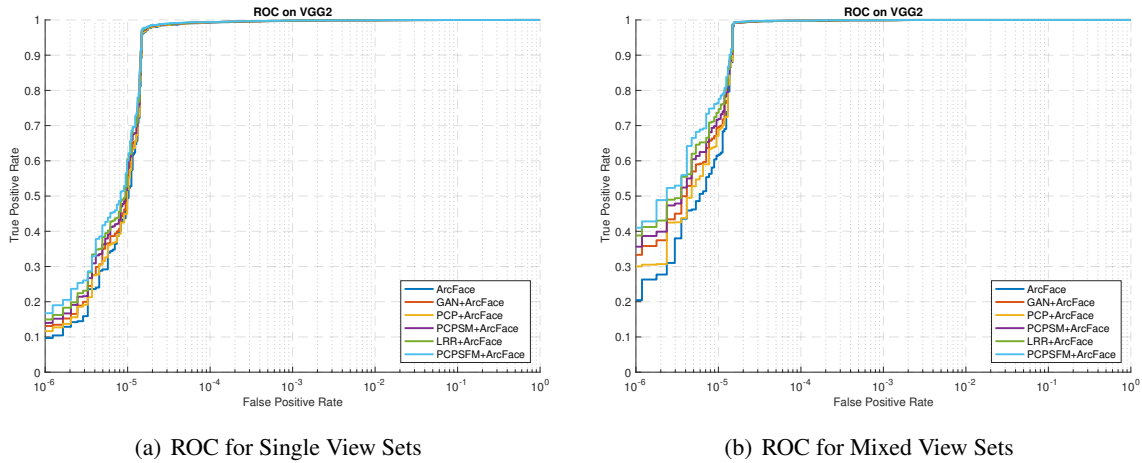 ROC on VGG2
True Positive Rate
1
0.9
0.8
0.7
0.6
0.5
0.4
0.3
0.2
0.1
0
ArcFace
GAN+ArcFace
PCP+ArcFace
PCPSM+ArcFace
LRR+ArcFace
PCPSFM+ArcFace
10-6 10-5 10-4 10-3 10-2 10-1 100
False Positive Rate
(a) ROC for Single View Sets
ROC on VGG2
True Positive Rate
1
0.9
0.8
0.7
0.6
0.5
0.4
0.3
0.2
0.1
0
ArcFace
GAN+ArcFace
PCP+ArcFace
PCPSM+ArcFace
LRR+ArcFace
PCPSFM+ArcFace
10-6 10-5 10-4 10-3 10-2 10-1 100
False Positive Rate
(b) ROC for Mixed View Sets